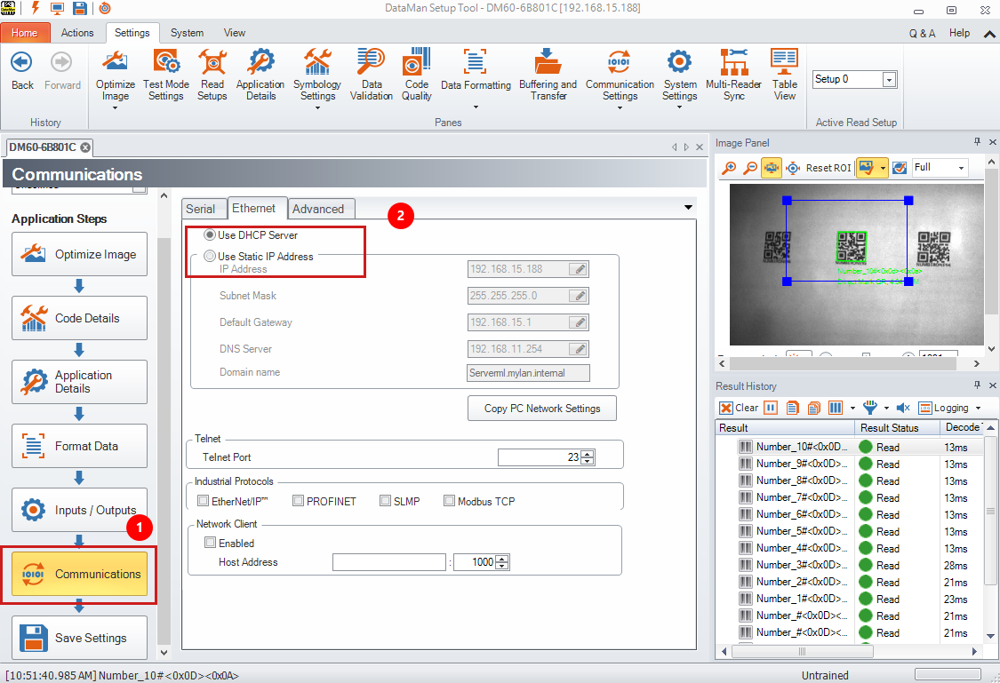 DataMan
DataMan Setup Tool - DM60-6B801C [192.168.15.188]
Home
Actions
Settings
System
View
Q & A
Help
Back
Forward
Optimize Image
Test Mode Settings
Read Setups
Application Details
Symbology Settings
Data Validation
Code Quality
Data Formatting
Buffering and Transfer
Communication Settings
System Settings
Multi-Reader Sync
Table View
Setup 0
History
Panes
Active Read Setup
DM60-6B801C
Communications
Application Steps
Optimize Image
Code Details
Application Details
Format Data
Inputs / Outputs
1
Communications
Save Settings
Serial
Ethernet
Advanced
2
Use DHCP Server
Use Static IP Address
IP Address
192.168.15.188
Subnet Mask
255.255.255.0
Default Gateway
192.168.15.1
DNS Server
192.168.11.254
Domain name
Serverml.mylan.internal
Copy PC Network Settings
Telnet
Telnet Port
23
Industrial Protocols
EtherNet/IP™
PROFINET
SLMP
Modbus TCP
Network Client
Enabled
Host Address
:
1000
Image Panel
Reset ROI
Full
Number_10#<0x0d><0x0a>
Result History
Clear
Logging
Result
Result Status
Decode
Number_10#<0x0D...
Read
13ms
Number_9#<0x0D>...
Read
13ms
Number_8#<0x0D>...
Read
13ms
Number_7#<0x0D>...
Read
13ms
Number_6#<0x0D>...
Read
13ms
Number_5#<0x0D>...
Read
13ms
Number_4#<0x0D>...
Read
13ms
Number_3#<0x0D>...
Read
28ms
Number_2#<0x0D>...
Read
21ms
Number_1#<0x0D>...
Read
23ms
Number_#<0x0D><...
Read
21ms
Number_#<0x0D><...
Read
21ms
[10:51:40.985 AM] Number_10#<0x0D><0x0A>
Untrained